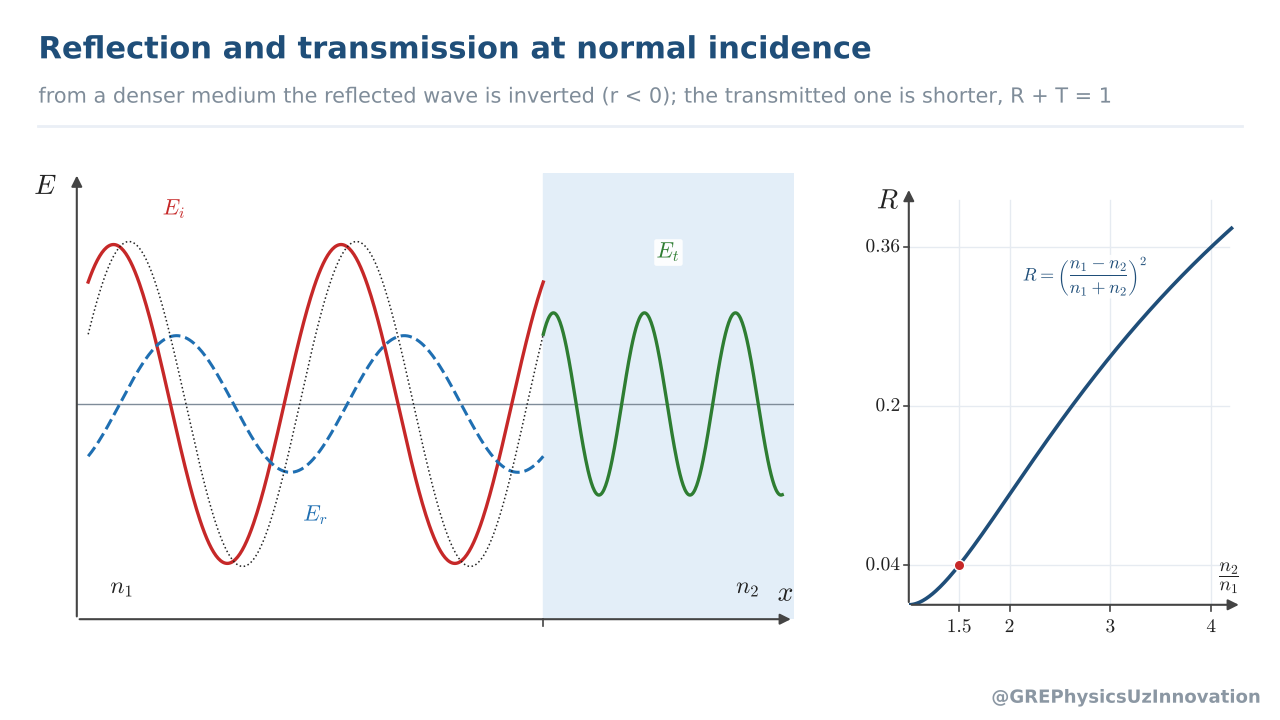 Reflection and transmission at normal incidence
from a denser medium the reflected wave is inverted (r < 0); the transmitted one is shorter, R + T = 1
E
E_i
E_t
E_r
n_1
n_2
x
R
0.36
0.2
0.04
R = ((n_1 − n_2)/(n_1 + n_2))^2
n_2/n_1
1.5 2 3 4
@GREPhysicsUzInnovation